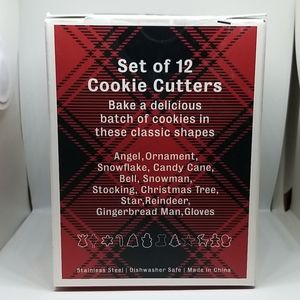 Set of 12
Cookie Cutters
Bake a delicious
batch of cookies in
these classic shapes
Angel,Ornament,
Snowflake, Candy Cane,
Bell, Snowman,
Stocking, Christmas Tree,
Star,Reindeer,
Gingerbread Man,Gloves
Stainless Steel | Dishwasher Safe | Made in China